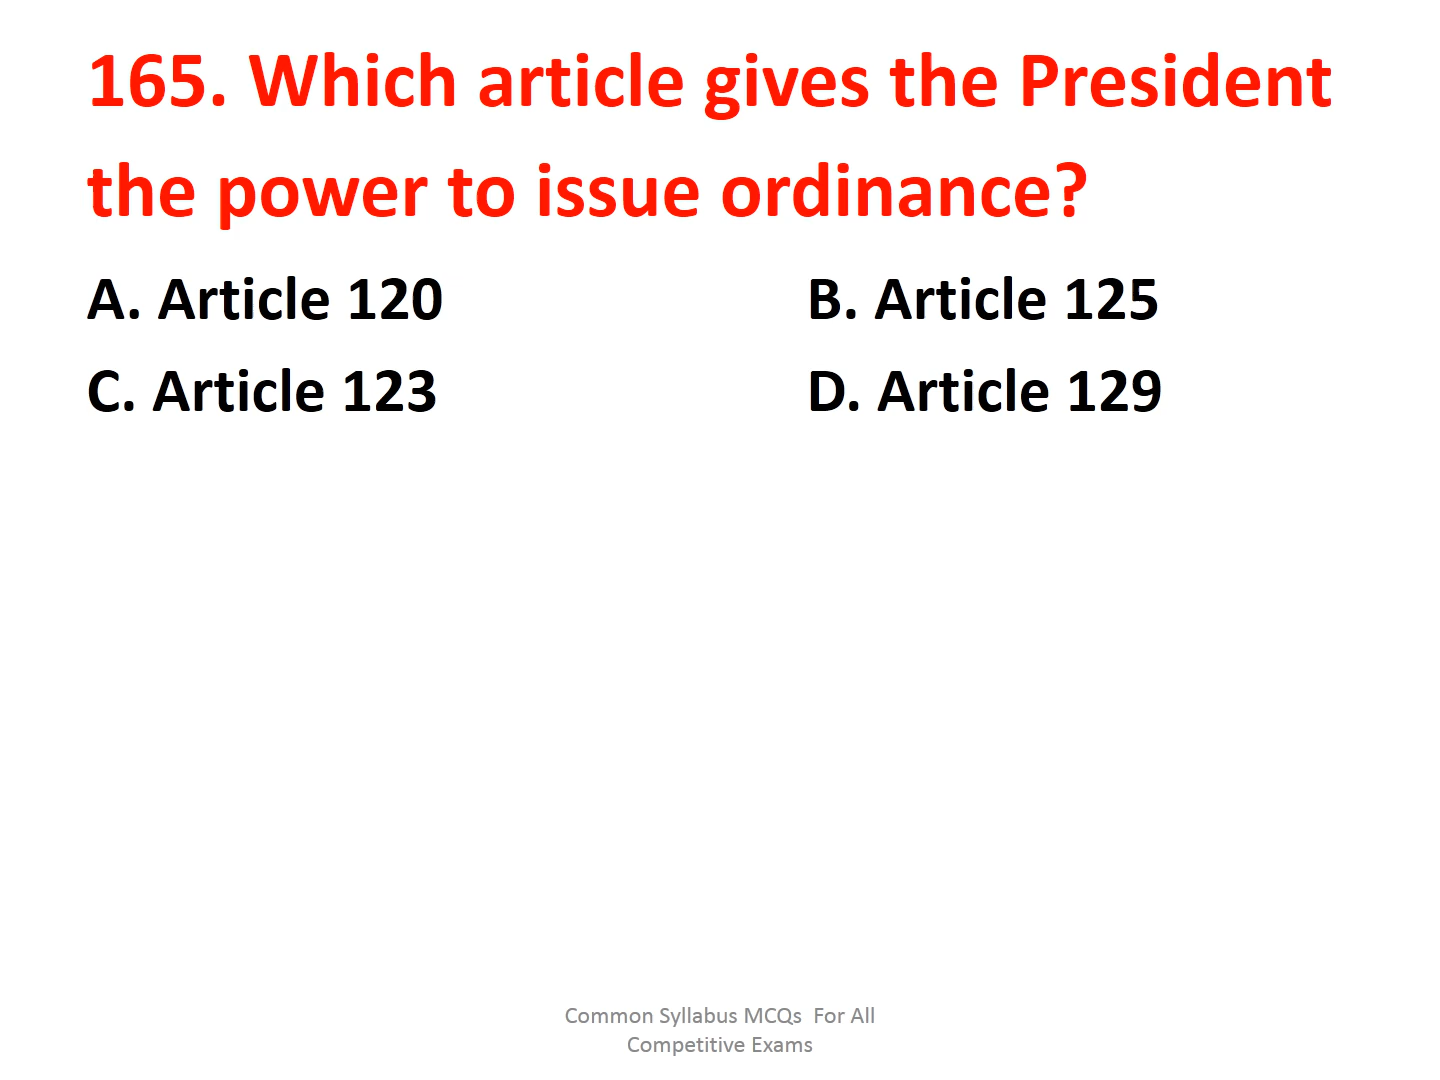 165. Which article gives the President
the power to issue ordinance?
A. Article 120 B. Article 125
C. Article 123 D. Article 129
Common Syllabus MCQs For All
Competitive Exams